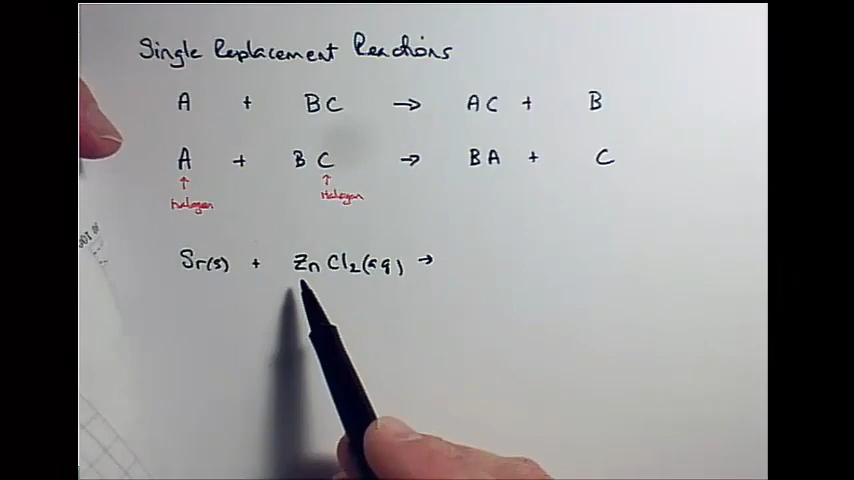 Single Replacement Reactions
A + BC → AC + B
A + BC → BA + C
↑ Halogen ↑ Halogen
Sr(s) + ZnCl₂(aq) →